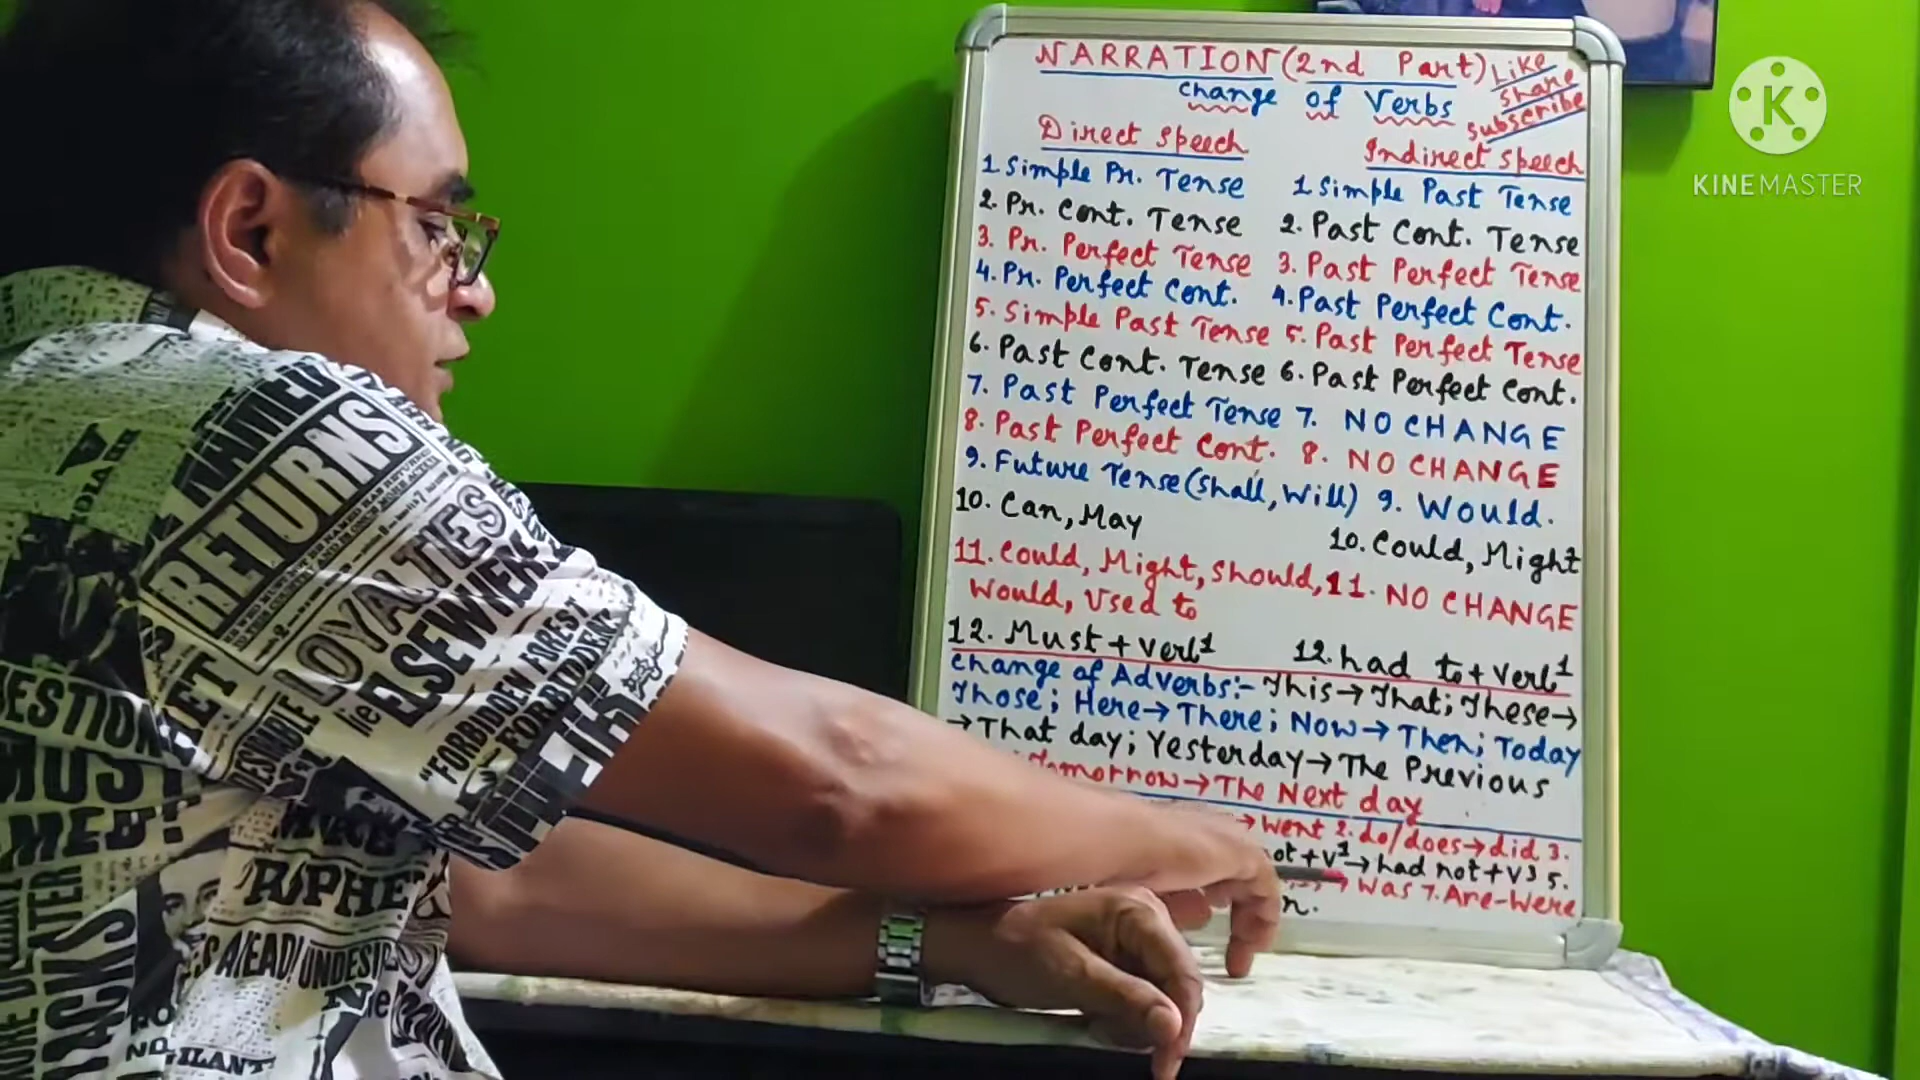 NARRATION (2nd Part)
Like
share
subscribe
change of Verbs
Direct speech
Indirect speech
1 Simple Pr. Tense 1 Simple Past Tense
2. Pr. Cont. Tense 2. Past Cont. Tense
3. Pr. Perfect Tense 3. Past Perfect Tense
4. Pr. Perfect Cont. 4. Past Perfect Cont.
5. Simple Past Tense 5. Past Perfect Tense
6. Past Cont. Tense 6. Past Perfect Cont.
7. Past Perfect Tense 7. NO CHANGE
8. Past Perfect Cont. 8. NO CHANGE
9. Future Tense (Shall, Will) 9. Would.
10. Can, May 10. Could, Might
11. Could, Might, Should, 11. NO CHANGE
Would, Used to
12. Must + Verb¹ 12. had to + Verb¹
Change of Adverbs:- This → That; These →
Those; Here → There; Now → Then; Today
→ That day; Yesterday → The Previous
Tomorrow → The Next day
→ Went 2. do/does → did 3.
not + V¹ → had not + V3 5.
→ Was 7. Are - Were
K
KINEMASTER
RETURNS
LOYALTIES
ELSEWHERE
"FORBIDDEN FOREST
FORBIDDEN
lie
AHEAD! UNDESI